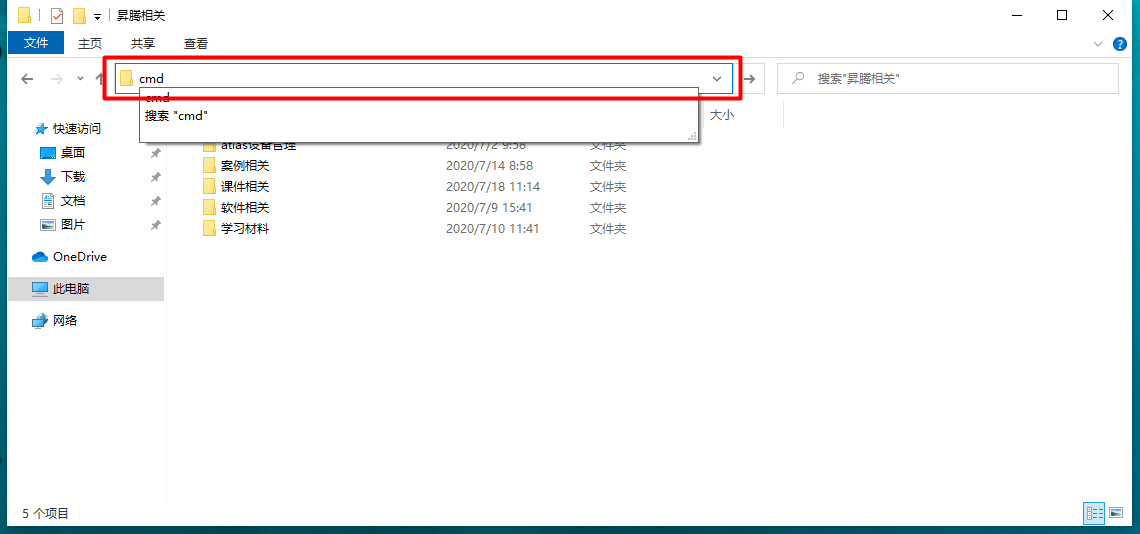 昇腾相关
文件 主页 共享 查看
cmd 搜索"昇腾相关"
cmd
搜索 "cmd"
大小
快速访问
桌面
下载
文档
图片
OneDrive
此电脑
网络
atlas设备管理 2020/7/2 9:58 文件夹
案例相关 2020/7/14 8:58 文件夹
课件相关 2020/7/18 11:14 文件夹
软件相关 2020/7/9 15:41 文件夹
学习材料 2020/7/10 11:41 文件夹
5 个项目